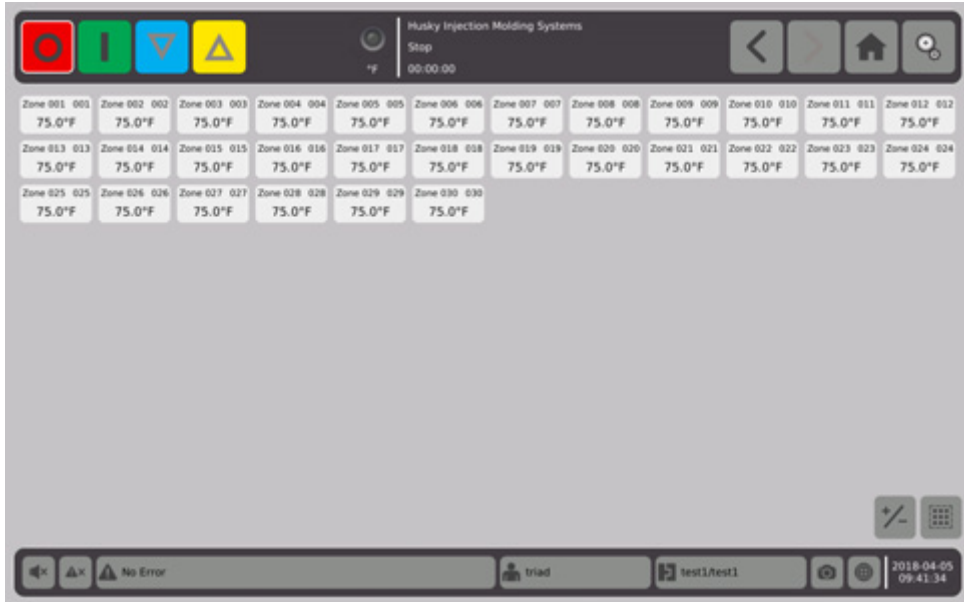 Husky Injection Molding Systems
Stop
°F 00:00:00
Zone 001 001 Zone 002 002 Zone 003 003 Zone 004 004 Zone 005 005 Zone 006 006 Zone 007 007 Zone 008 008 Zone 009 009 Zone 010 010 Zone 011 011 Zone 012 012
75.0°F 75.0°F 75.0°F 75.0°F 75.0°F 75.0°F 75.0°F 75.0°F 75.0°F 75.0°F 75.0°F 75.0°F
Zone 013 013 Zone 014 014 Zone 015 015 Zone 016 016 Zone 017 017 Zone 018 018 Zone 019 019 Zone 020 020 Zone 021 021 Zone 022 022 Zone 023 023 Zone 024 024
75.0°F 75.0°F 75.0°F 75.0°F 75.0°F 75.0°F 75.0°F 75.0°F 75.0°F 75.0°F 75.0°F 75.0°F
Zone 025 025 Zone 026 026 Zone 027 027 Zone 028 028 Zone 029 029 Zone 030 030
75.0°F 75.0°F 75.0°F 75.0°F 75.0°F 75.0°F
+/-
No Error triad test1/test1 2018-04-05
09:41:34